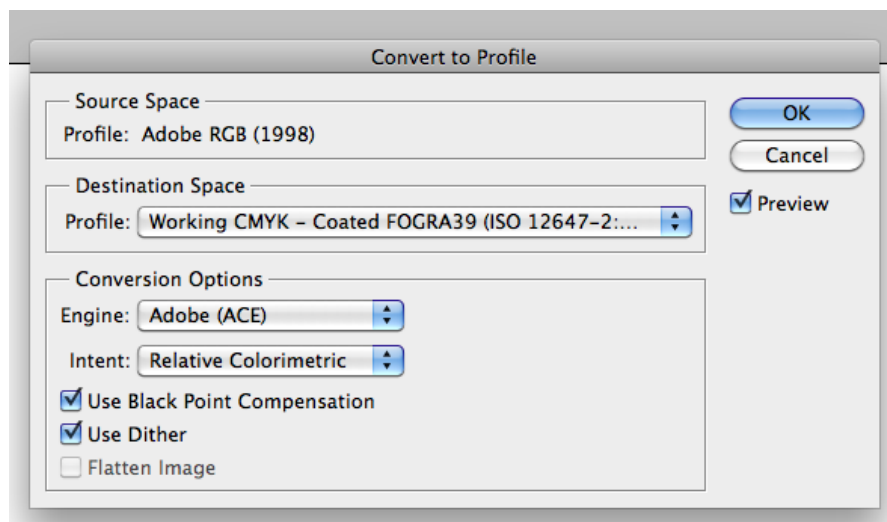 Convert to Profile
Source Space
Profile: Adobe RGB (1998)
OK
Cancel
Destination Space
Profile: Working CMYK – Coated FOGRA39 (ISO 12647-2:...
Preview
Conversion Options
Engine: Adobe (ACE)
Intent: Relative Colorimetric
Use Black Point Compensation
Use Dither
Flatten Image